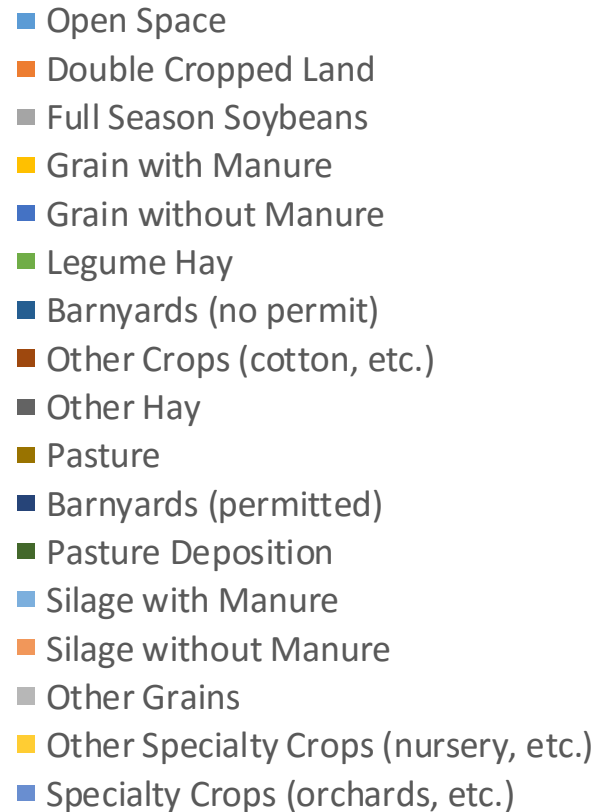 Open Space
Double Cropped Land
Full Season Soybeans
Grain with Manure
Grain without Manure
Legume Hay
Barnyards (no permit)
Other Crops (cotton, etc.)
Other Hay
Pasture
Barnyards (permitted)
Pasture Deposition
Silage with Manure
Silage without Manure
Other Grains
Other Specialty Crops (nursery, etc.)
Specialty Crops (orchards, etc.)